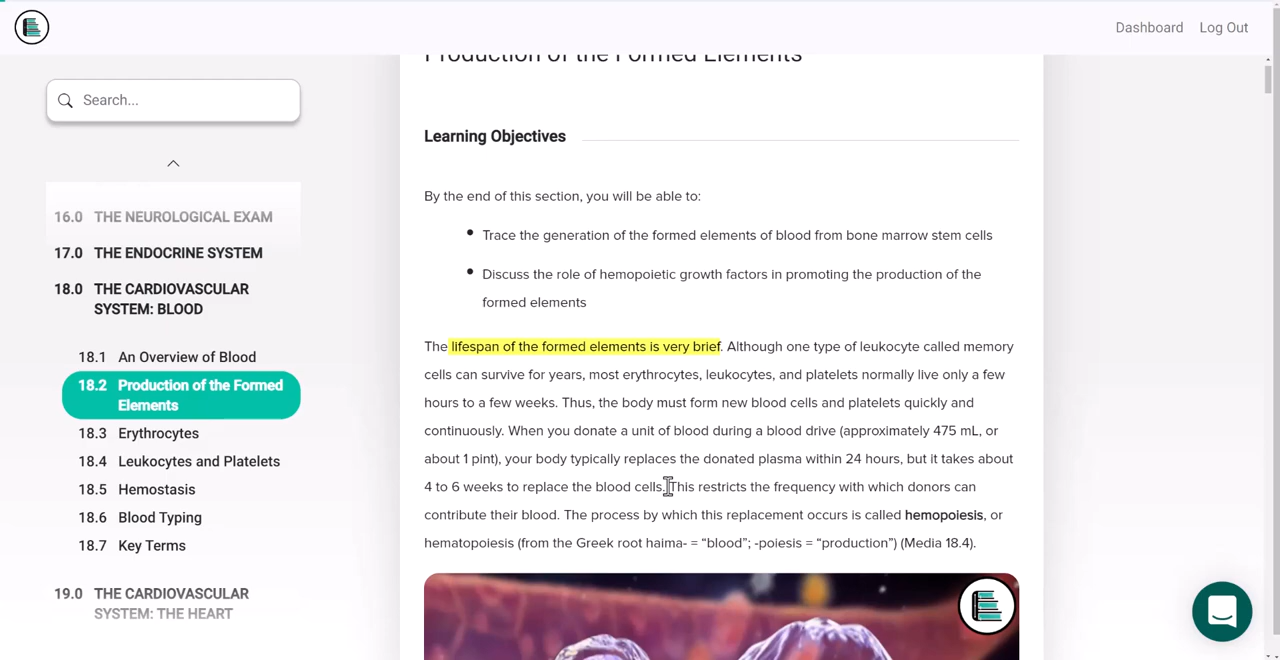 Dashboard Log Out
Search...
16.0 THE NEUROLOGICAL EXAM
17.0 THE ENDOCRINE SYSTEM
18.0 THE CARDIOVASCULAR
SYSTEM: BLOOD
18.1 An Overview of Blood
18.2 Production of the Formed
Elements
18.3 Erythrocytes
18.4 Leukocytes and Platelets
18.5 Hemostasis
18.6 Blood Typing
18.7 Key Terms
19.0 THE CARDIOVASCULAR
SYSTEM: THE HEART
Production of the Formed Elements
Learning Objectives
By the end of this section, you will be able to:
• Trace the generation of the formed elements of blood from bone marrow stem cells
• Discuss the role of hemopoietic growth factors in promoting the production of the
formed elements
The lifespan of the formed elements is very brief. Although one type of leukocyte called memory
cells can survive for years, most erythrocytes, leukocytes, and platelets normally live only a few
hours to a few weeks. Thus, the body must form new blood cells and platelets quickly and
continuously. When you donate a unit of blood during a blood drive (approximately 475 mL, or
about 1 pint), your body typically replaces the donated plasma within 24 hours, but it takes about
4 to 6 weeks to replace the blood cells. This restricts the frequency with which donors can
contribute their blood. The process by which this replacement occurs is called hemopoiesis, or
hematopoiesis (from the Greek root haima- = “blood”; -poiesis = “production”) (Media 18.4).